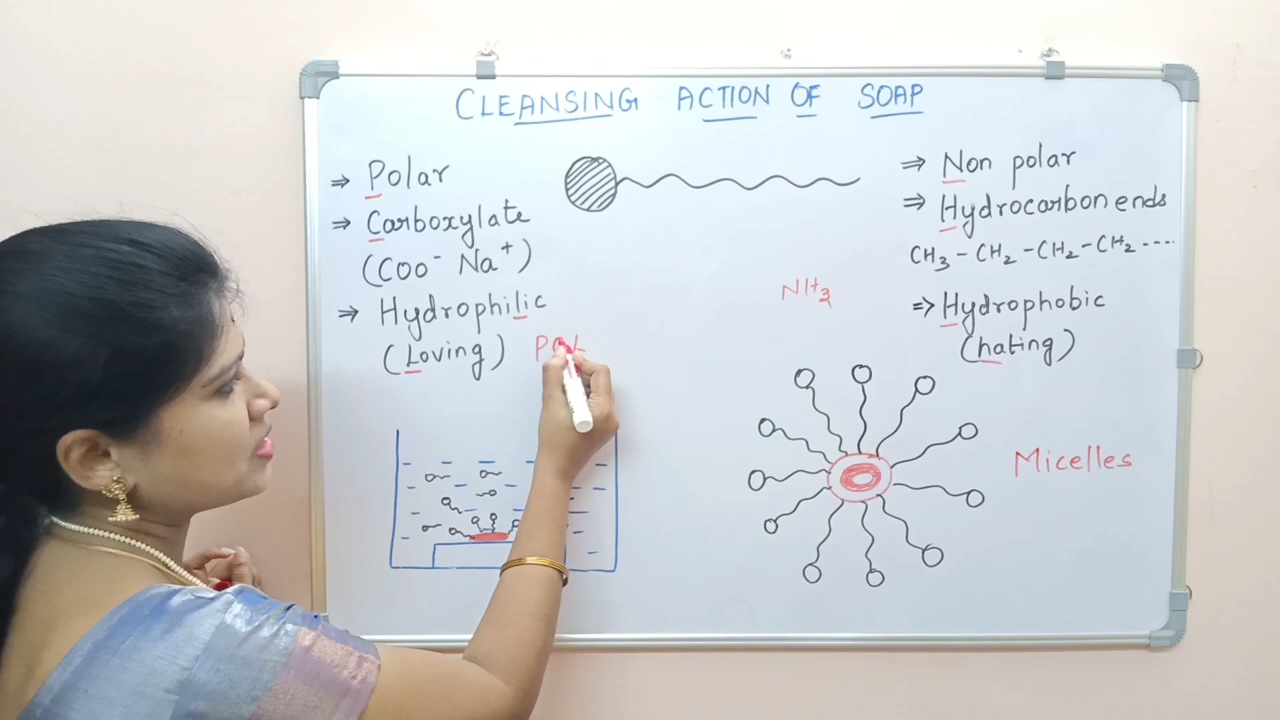 CLEANSING ACTION OF SOAP
⇒ Polar
⇒ Carboxylate
(COO⁻ Na⁺)
⇒ Hydrophilic
(Loving)
⇒ Non polar
⇒ Hydrocarbon ends
CH₃ - CH₂ - CH₂ - CH₂ ----
⇒ Hydrophobic
(hating)
Micelles